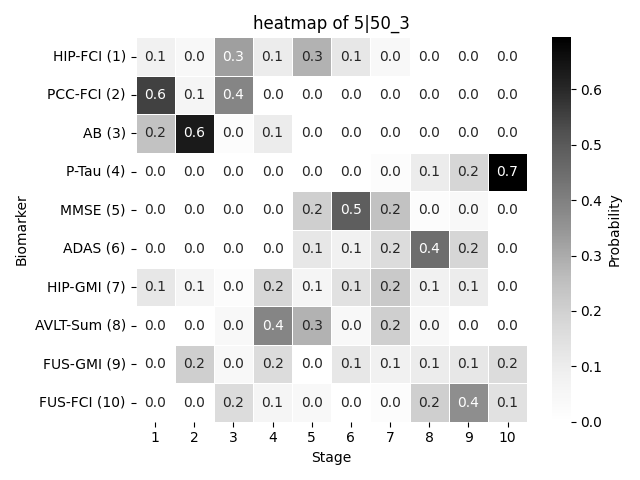 heatmap of 5|50_3
HIP-FCI (1) 0.1 0.0 0.3 0.1 0.3 0.1 0.0 0.0 0.0 0.0
PCC-FCI (2) 0.6 0.1 0.4 0.0 0.0 0.0 0.0 0.0 0.0 0.0
AB (3) 0.2 0.6 0.0 0.1 0.0 0.0 0.0 0.0 0.0 0.0
P-Tau (4) 0.0 0.0 0.0 0.0 0.0 0.0 0.0 0.1 0.2 0.7
MMSE (5) 0.0 0.0 0.0 0.0 0.2 0.5 0.2 0.0 0.0 0.0
ADAS (6) 0.0 0.0 0.0 0.0 0.1 0.1 0.2 0.4 0.2 0.0
HIP-GMI (7) 0.1 0.1 0.0 0.2 0.1 0.1 0.2 0.1 0.1 0.0
AVLT-Sum (8) 0.0 0.0 0.0 0.4 0.3 0.0 0.2 0.0 0.0 0.0
FUS-GMI (9) 0.0 0.2 0.0 0.2 0.0 0.1 0.1 0.1 0.1 0.2
FUS-FCI (10) 0.0 0.0 0.2 0.1 0.0 0.0 0.0 0.2 0.4 0.1
1 2 3 4 5 6 7 8 9 10
Stage
Biomarker
0.6
0.5
0.4
0.3
0.2
0.1
0.0
Probability